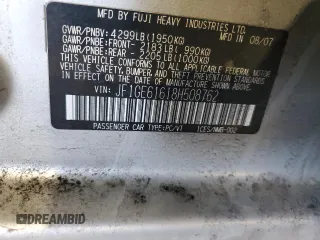 MFD BY FUJI HEAVY INDUSTRIES LTD. 08/07
GVWR/PNBV: 4299LB(1950KG)
GAWR/PNBE:FRONT- 2183LB( 990KG)
GAWR/PNBE:REAR - 2205LB(1000KG)
THIS VEHICLE CONFORMS TO ALL APPLICABLE
FEDERAL MOTOR VEHICLE SAFETY, BUMPER,
AND THEFT PREVENTION STANDARDS IN
EFFECT ON THE DATE OF MANUFACTURE
SHOWN ABOVE.
VIN: JF1GE61618H508762
PASSENGER CAR TYPE:PC/VT
DREAMBID